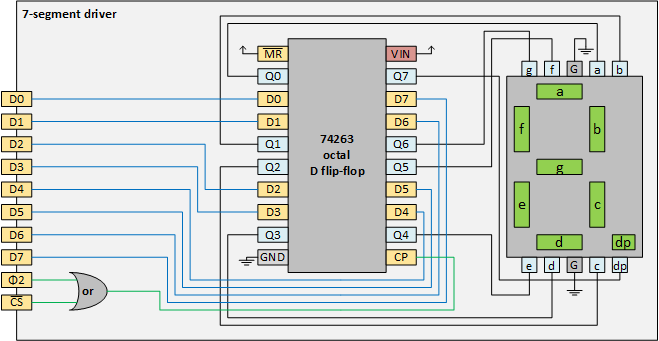 7-segment driver
g f G a b
MR VIN
Q0 Q7
D0 D0 D7
D1 D1 D6
D2 Q1 Q6
D3 Q2 Q5
D4 D2 D5
D5 D3 D4
D6 Q3 Q4
D7 GND CP
Φ2
CS
or
74263
octal
D flip-flop
a
f b
g
e c
d dp
e d G c dp